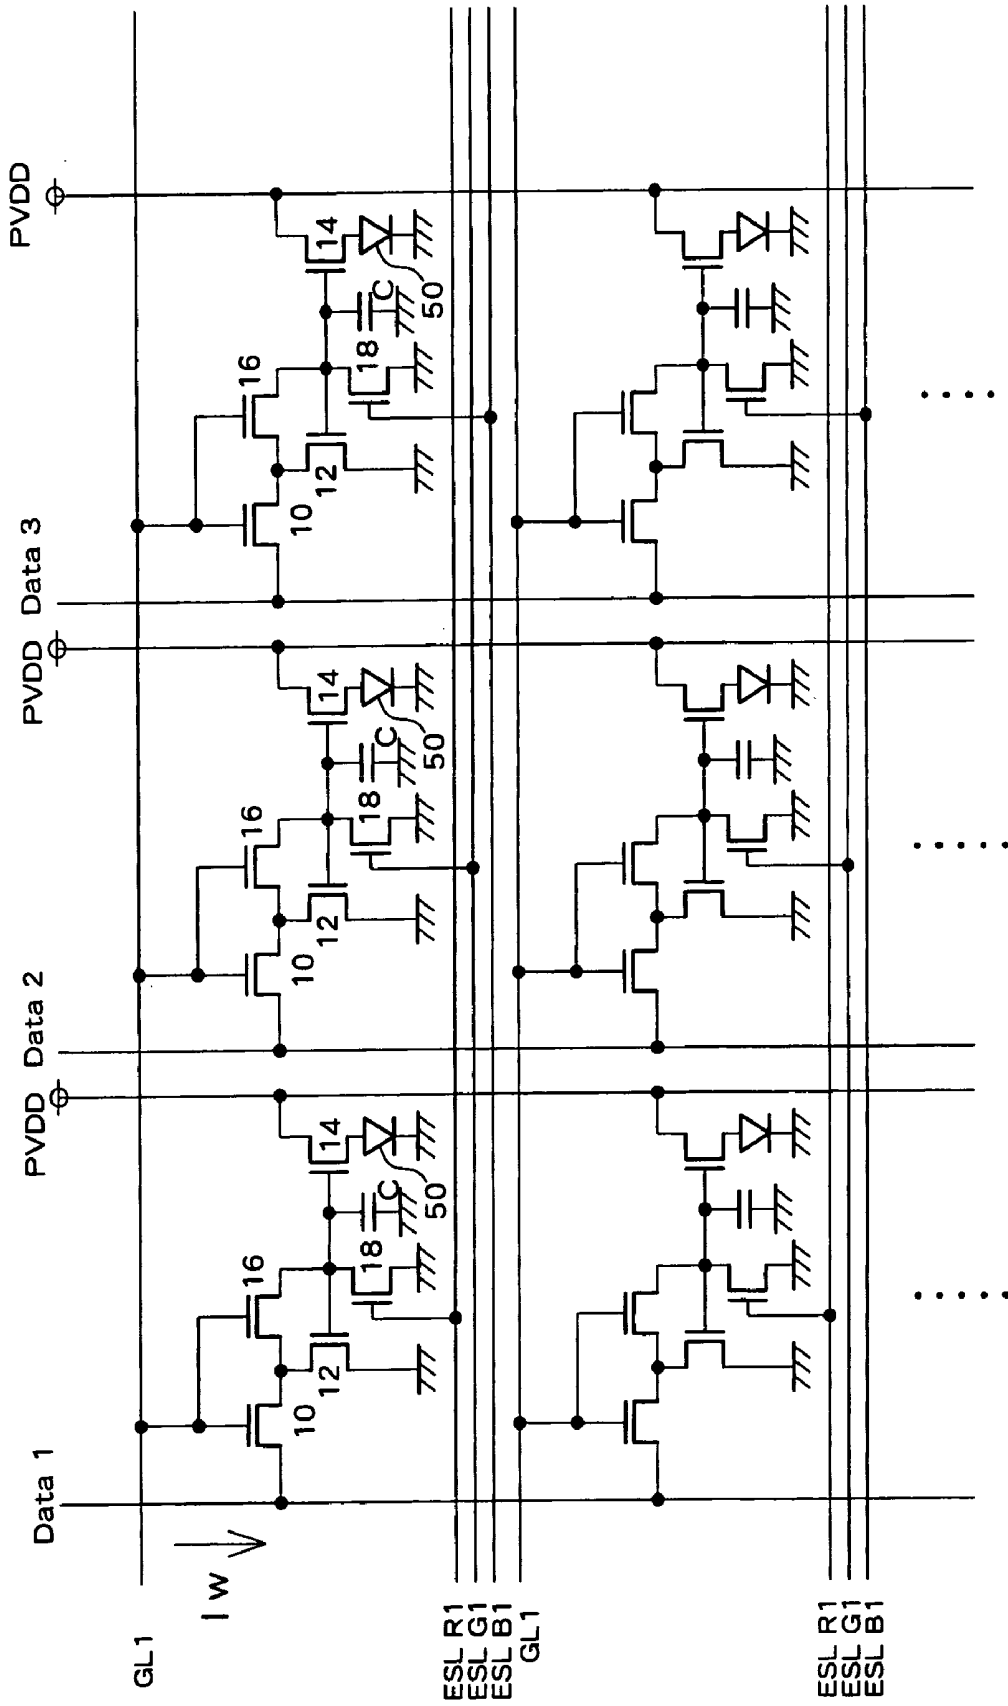 PVDD
Data 3
PVDD
Data 2
PVDD
Data 1
16
14
10
12
18
C
50
16
14
10
12
18
C
50
16
14
10
12
18
C
50
I w
GL1
ESL R1
ESL G1
ESL B1
GL1
ESL R1
ESL G1
ESL B1